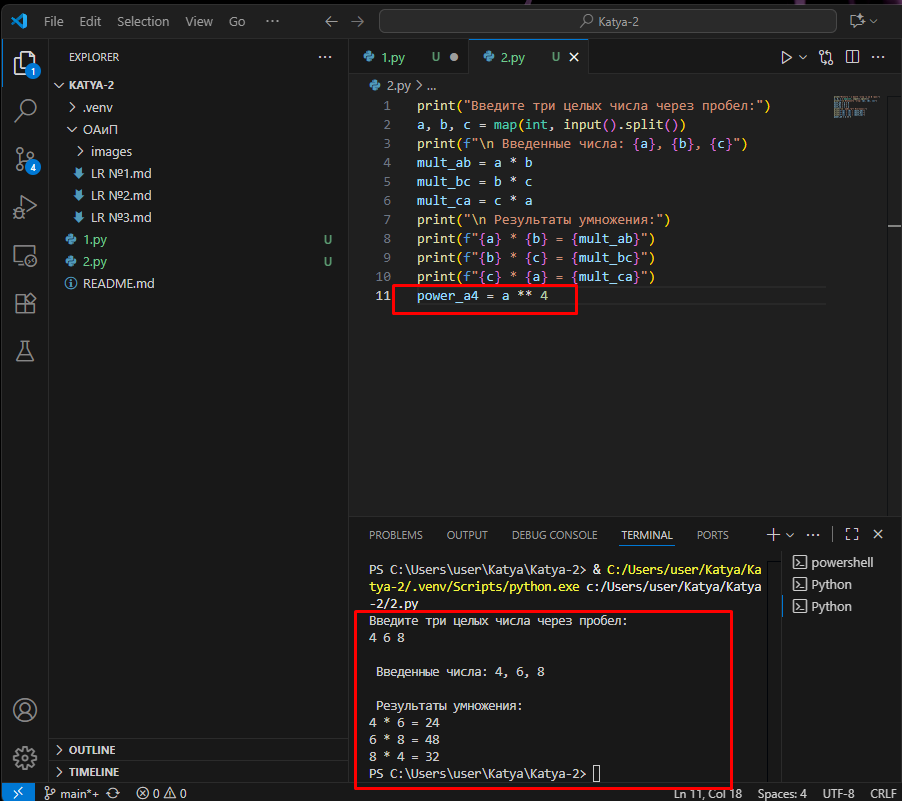 File Edit Selection View Go ··· Katya-2
EXPLORER ···
KATYA-2
.venv
ОАиП
images
LR №1.md
LR №2.md
LR №3.md
1.py U
2.py U
README.md
OUTLINE
TIMELINE
1
4
1.py U
2.py U
2.py > ...
1 print("Введите три целых числа через пробел:")
2 a, b, c = map(int, input().split())
3 print(f"\n Введенные числа: {a}, {b}, {c}")
4 mult_ab = a * b
5 mult_bc = b * c
6 mult_ca = c * a
7 print("\n Результаты умножения:")
8 print(f"{a} * {b} = {mult_ab}")
9 print(f"{b} * {c} = {mult_bc}")
10 print(f"{c} * {a} = {mult_ca}")
11 power_a4 = a ** 4
PROBLEMS OUTPUT DEBUG CONSOLE TERMINAL PORTS
PS C:\Users\user\Katya\Katya-2> & C:/Users/user/Katya/Ka
tya-2/.venv/Scripts/python.exe c:/Users/user/Katya/Katya
-2/2.py
Введите три целых числа через пробел:
4 6 8
Введенные числа: 4, 6, 8
Результаты умножения:
4 * 6 = 24
6 * 8 = 48
8 * 4 = 32
PS C:\Users\user\Katya\Katya-2>
powershell
Python
Python
main*+ 0 0 Ln 11, Col 18 Spaces: 4 UTF-8 CRLF